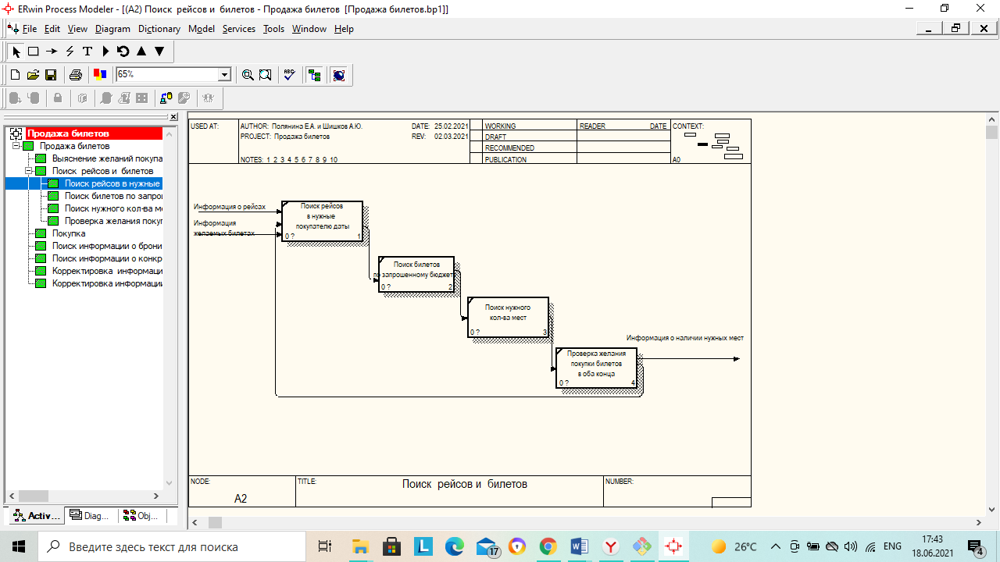 ERwin Process Modeler - [(A2) Поиск рейсов и билетов - Продажа билетов [Продажа билетов.bp1]]
File Edit View Diagram Dictionary Model Services Tools Window Help
65%
ABC
Продажа билетов
Продажа билетов
Выяснение желаний покупа
Поиск рейсов и билетов
Поиск рейсов в нужные
Поиск билетов по запро
Поиск нужного кол-ва ме
Проверка желания покуп
Покупка
Поиск информации о брони
Поиск информации о конкр
Корректировка информаци
Корректировка информации
Activ... Diag... Obj...
USED AT:
AUTHOR: Полянина Е.А. и Шишков А.Ю.
DATE: 25.02.2021
PROJECT: Продажа билетов
REV: 02.03.2021
NOTES: 1 2 3 4 5 6 7 8 9 10
WORKING
DRAFT
RECOMMENDED
PUBLICATION
READER DATE
CONTEXT:
A0
Информация о рейсах
Информация
желаемых билетах
Поиск рейсов
в нужные
покупателю даты
0 ? 1
Поиск билетов
по запрошенному бюджету
0 ? 2
Поиск нужного
кол-ва мест
0 ? 3
Информация о наличии нужных мест
Проверка желания
покупки билетов
в оба конца
0 ? 4
NODE:
A2
TITLE:
Поиск рейсов и билетов
NUMBER:
Введите здесь текст для поиска
17
26°C
ENG
17:43
18.06.2021
4